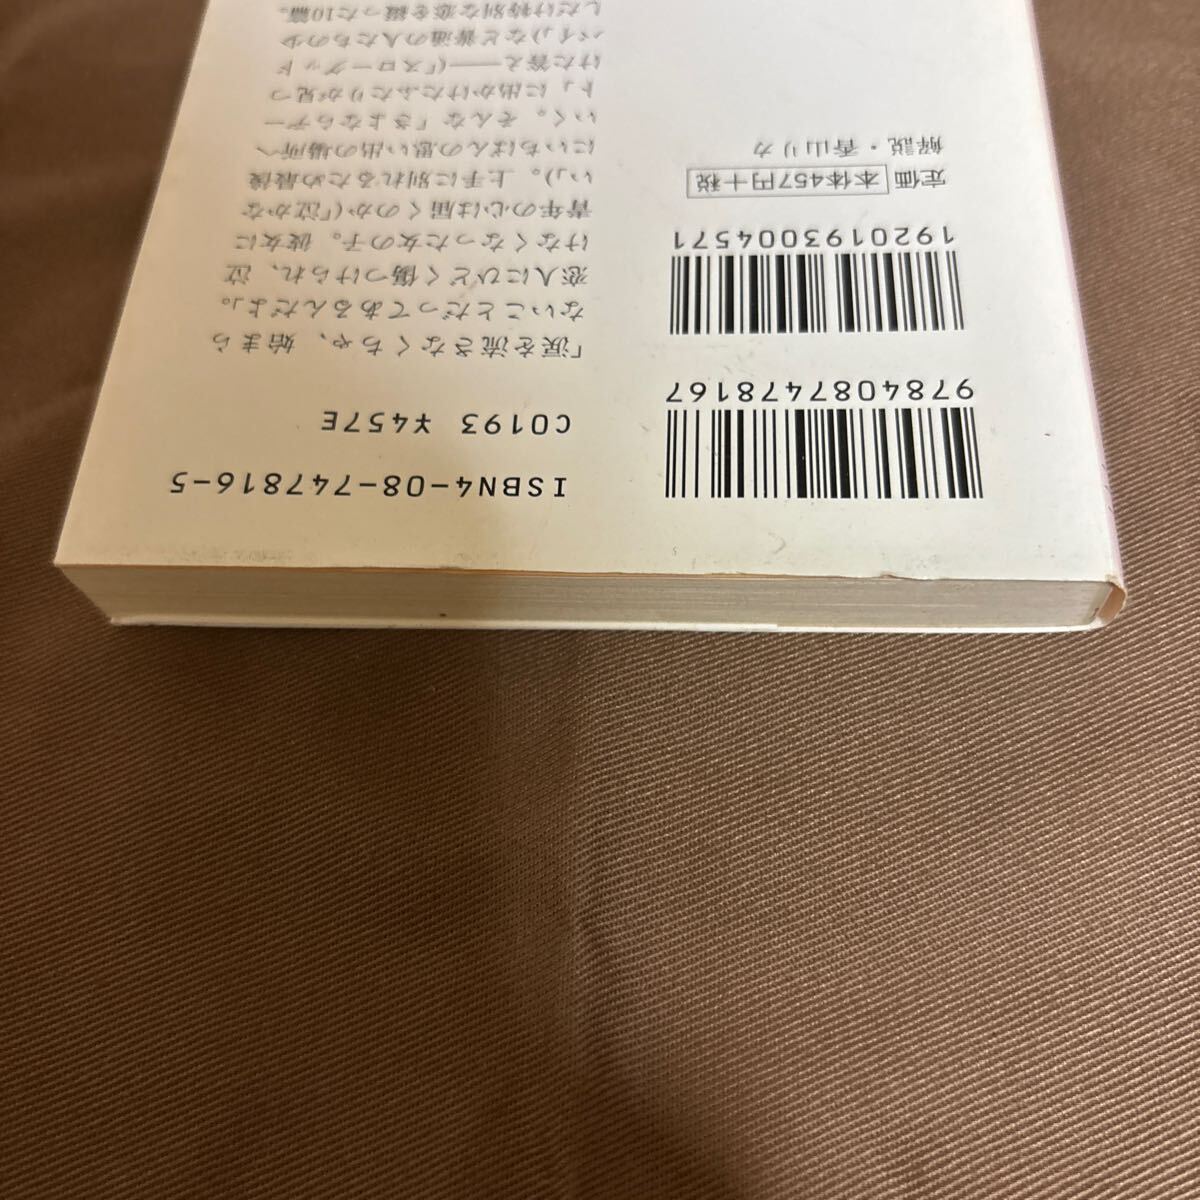 ISBN4-08-747816-5
C0193 ¥457E
9784087478167
1920193004571
定価 本体457円+税
解説・香山リカ
「涙を流さなくちゃ、始まら
ないことだってあるんだよ」。
恋人にひどく傷つけられ、泣
けなくなった女の子。彼女に
青年の心は届くのか(「泣かな
い」)。上手に別れるため最後
にいちばんの思い出の場所へ
いく。そんな「さよならデー
ト」に出かけたふたりが見つ
けた答え――(「スローグッド
バイ」)など普通の人たちの少
しだけ特別な恋を綴った10篇。